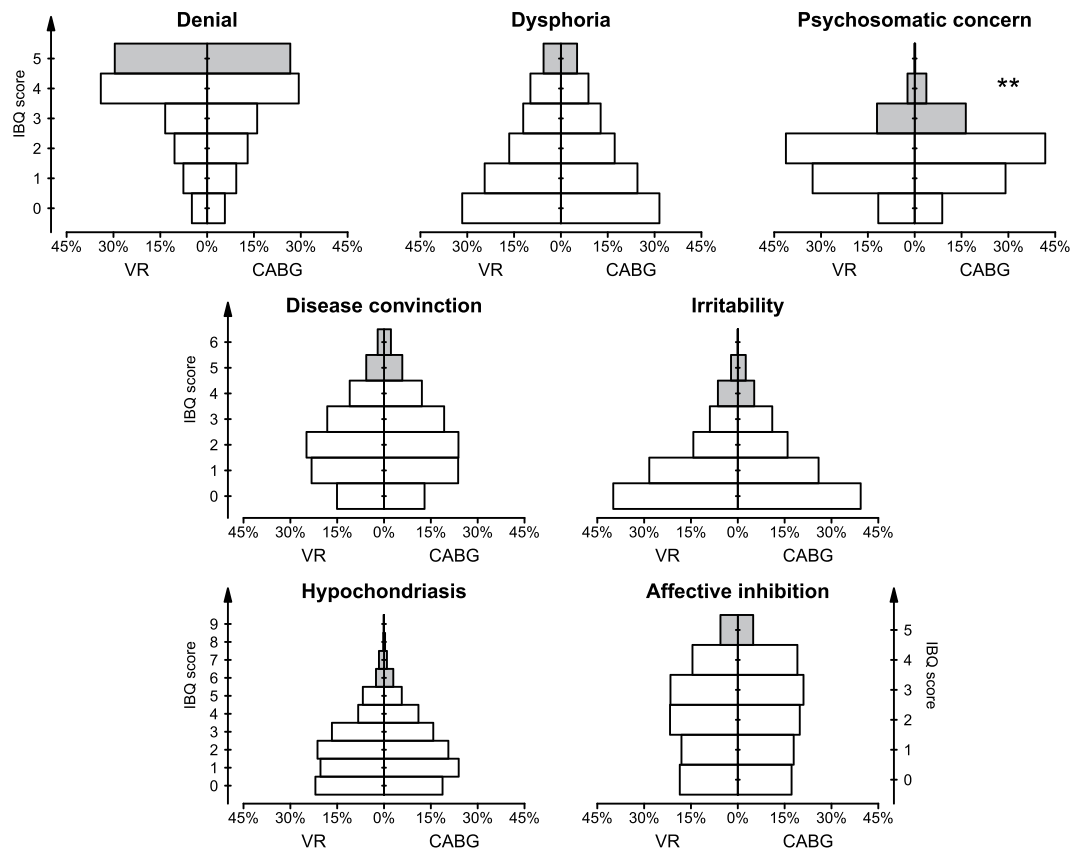 Denial Dysphoria Psychosomatic concern
IBQ score
5
4
3
2
1
0
**
45% 30% 15% 0% 15% 30% 45% 45% 30% 15% 0% 15% 30% 45% 45% 30% 15% 0% 15% 30% 45%
VR CABG VR CABG VR CABG
Disease convinction Irritability
IBQ score
6
5
4
3
2
1
0
45% 30% 15% 0% 15% 30% 45% 45% 30% 15% 0% 15% 30% 45%
VR CABG VR CABG
Hypochondriasis Affective inhibition
IBQ score
9
8
7
6
5
4
3
2
1
0
5
4
3
2
1
0
IBQ score
45% 30% 15% 0% 15% 30% 45% 45% 30% 15% 0% 15% 30% 45%
VR CABG VR CABG